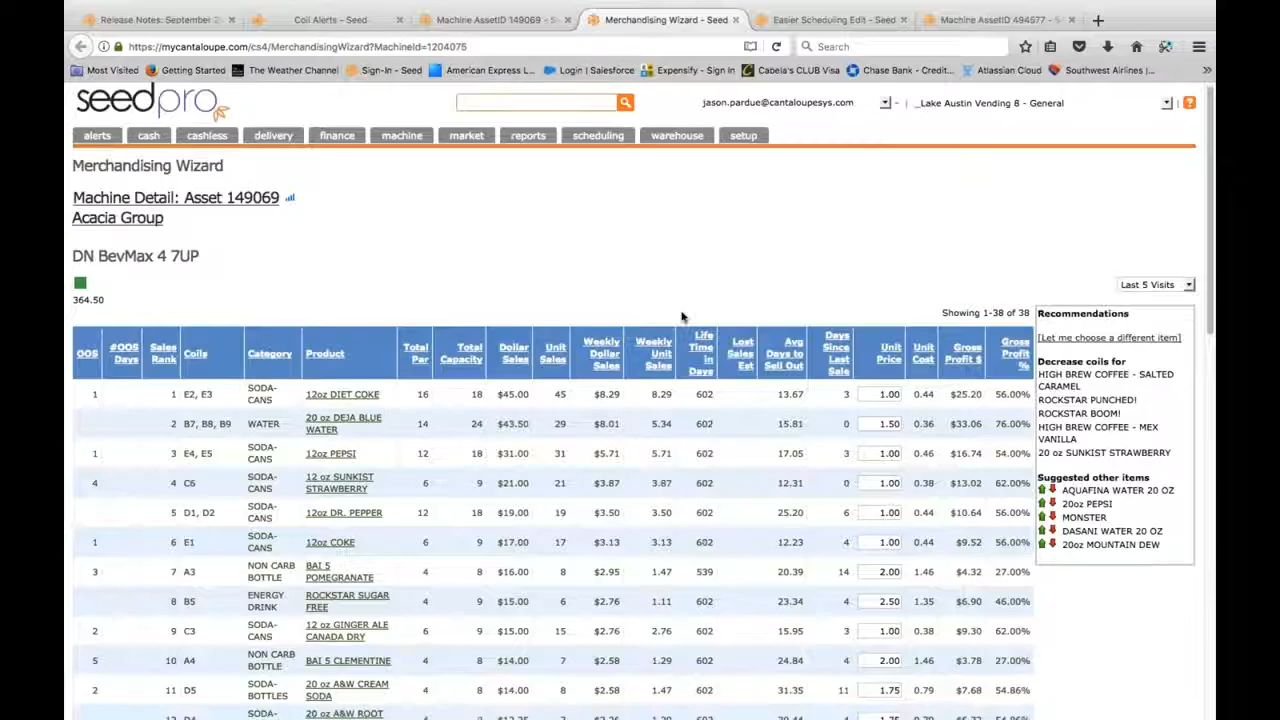 Release Notes: September 2
Coil Alerts - Seed
Machine AssetID 149069 - S
Merchandising Wizard - Seed
Easier Scheduling Edit - Seed
Machine AssetID 494677 - S
https://mycantaloupe.com/cs4/MerchandisingWizard?MachineId=1204075
Search
Most Visited Getting Started The Weather Channel Sign-In - Seed American Express L... Login | Salesforce Expensify - Sign In Cabela's CLUB Visa Chase Bank - Credit... Atlassian Cloud Southwest Airlines |...
seedpro
jason.pardue@cantaloupesys.com - | _Lake Austin Vending 8 - General
alerts cash cashless delivery finance machine market reports scheduling warehouse setup
Merchandising Wizard
Machine Detail: Asset 149069
Acacia Group
DN BevMax 4 7UP
364.50
Last 5 Visits
Showing 1-38 of 38
OOS #OOS Days Sales Rank Coils Category Product Total Par Total Capacity Dollar Sales Unit Sales Weekly Dollar Sales Weekly Unit Sales Life Time in Days Lost Sales Est Avg Days to Sell Out Days Since Last Sale Unit Price Unit Cost Gross Profit $ Gross Profit %
1 1 E2, E3 SODA-CANS 12oz DIET COKE 16 18 $45.00 45 $8.29 8.29 602 13.67 3 1.00 0.44 $25.20 56.00%
2 B7, B8, B9 WATER 20 oz DEJA BLUE WATER 14 24 $43.50 29 $8.01 5.34 602 15.81 0 1.50 0.36 $33.06 76.00%
1 3 E4, E5 SODA-CANS 12oz PEPSI 12 18 $31.00 31 $5.71 5.71 602 17.05 3 1.00 0.46 $16.74 54.00%
4 4 C6 SODA-CANS 12 oz SUNKIST STRAWBERRY 6 9 $21.00 21 $3.87 3.87 602 12.31 0 1.00 0.38 $13.02 62.00%
5 D1, D2 SODA-CANS 12oz DR. PEPPER 12 18 $19.00 19 $3.50 3.50 602 25.20 6 1.00 0.44 $10.64 56.00%
1 6 E1 SODA-CANS 12oz COKE 6 9 $17.00 17 $3.13 3.13 602 12.23 4 1.00 0.44 $9.52 56.00%
3 7 A3 NON CARB BOTTLE BAI 5 POMEGRANATE 4 8 $16.00 8 $2.95 1.47 539 20.39 14 2.00 1.46 $4.32 27.00%
8 B5 ENERGY DRINK ROCKSTAR SUGAR FREE 4 9 $15.00 6 $2.76 1.11 602 23.34 4 2.50 1.35 $6.90 46.00%
2 9 C3 SODA-CANS 12 oz GINGER ALE CANADA DRY 6 9 $15.00 15 $2.76 2.76 602 15.95 3 1.00 0.38 $9.30 62.00%
5 10 A4 NON CARB BOTTLE BAI 5 CLEMENTINE 4 8 $14.00 7 $2.58 1.29 602 24.84 4 2.00 1.46 $3.78 27.00%
2 11 D5 SODA-BOTTLES 20 oz A&W CREAM SODA 4 8 $14.00 8 $2.58 1.47 602 31.35 11 1.75 0.79 $7.68 54.86%
SODA- 20 oz A&W ROOT
Recommendations
[Let me choose a different item]
Decrease coils for
HIGH BREW COFFEE - SALTED
CARAMEL
ROCKSTAR PUNCHED!
ROCKSTAR BOOM!
HIGH BREW COFFEE - MEX
VANILLA
20 oz SUNKIST STRAWBERRY
Suggested other items
AQUAFINA WATER 20 OZ
20oz PEPSI
MONSTER
DASANI WATER 20 OZ
20oz MOUNTAIN DEW